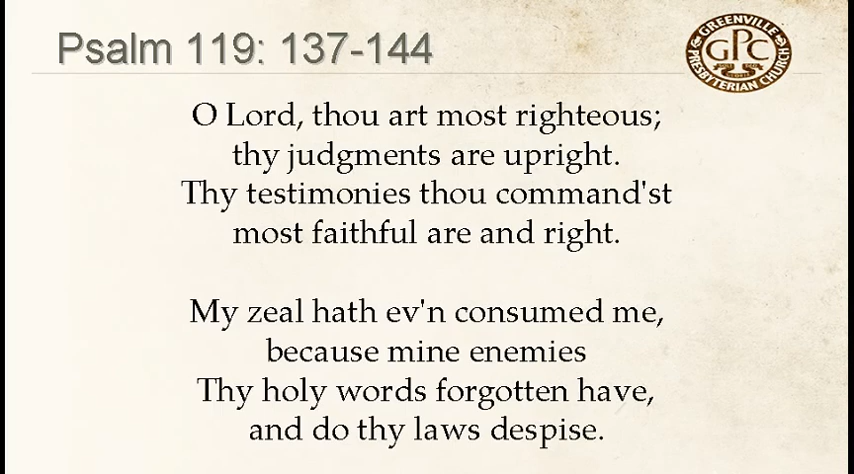 Psalm 119: 137-144
GREENVILLE
GPC
PRESBYTERIAN CHURCH
O Lord, thou art most righteous;
thy judgments are upright.
Thy testimonies thou command'st
most faithful are and right.
My zeal hath ev'n consumed me,
because mine enemies
Thy holy words forgotten have,
and do thy laws despise.